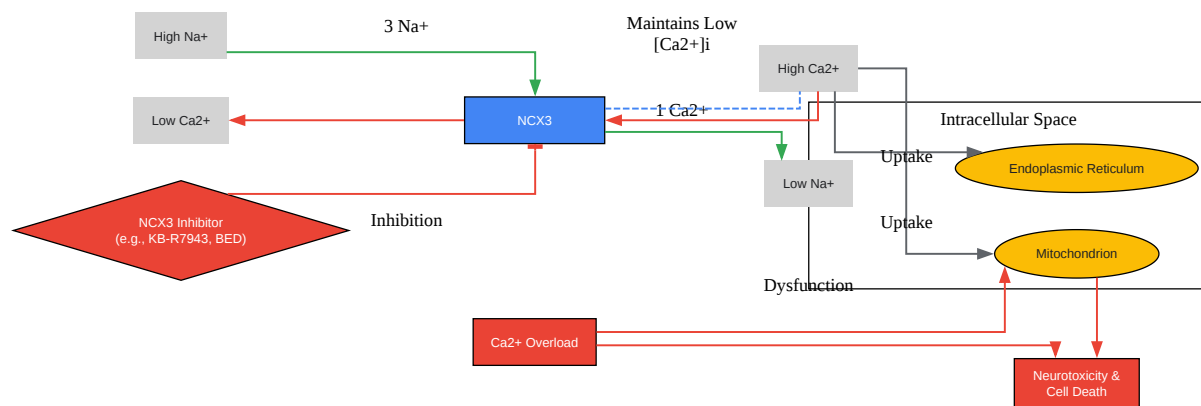 High Na+
3 Na+
Maintains Low
[Ca2+]i
High Ca2+
Low Ca2+
NCX3
1 Ca2+
Intracellular Space
Uptake
Endoplasmic Reticulum
Low Na+
NCX3 Inhibitor
(e.g., KB-R7943, BED)
Inhibition
Uptake
Mitochondrion
Dysfunction
Ca2+ Overload
Neurotoxicity &
Cell Death